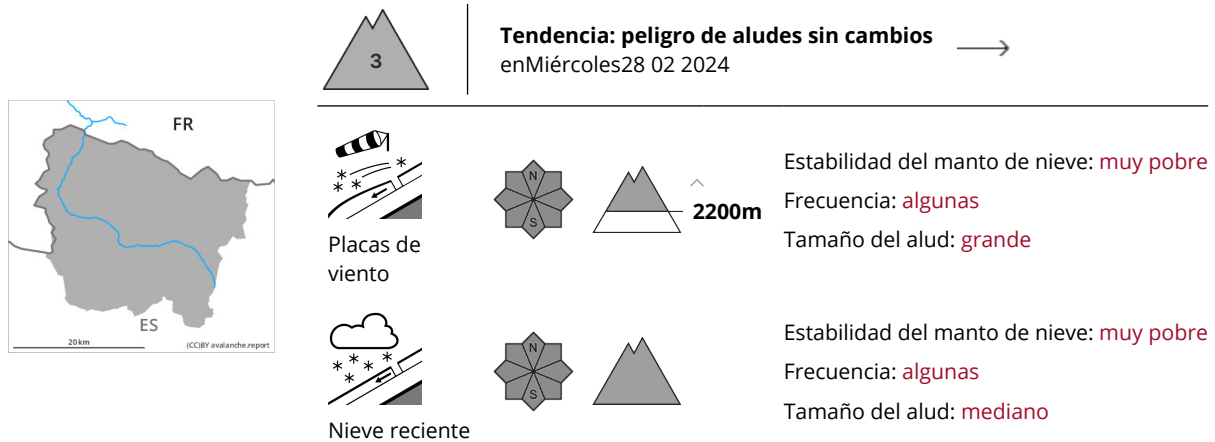 3
Tendencia: peligro de aludes sin cambios
enMiércoles28 02 2024
FR
ES
20 km
(CC)BY avalanche.report
N
S
2200m
Placas de
viento
Estabilidad del manto de nieve: muy pobre
Frecuencia: algunas
Tamaño del alud: grande
N
S
Nieve reciente
Estabilidad del manto de nieve: muy pobre
Frecuencia: algunas
Tamaño del alud: mediano